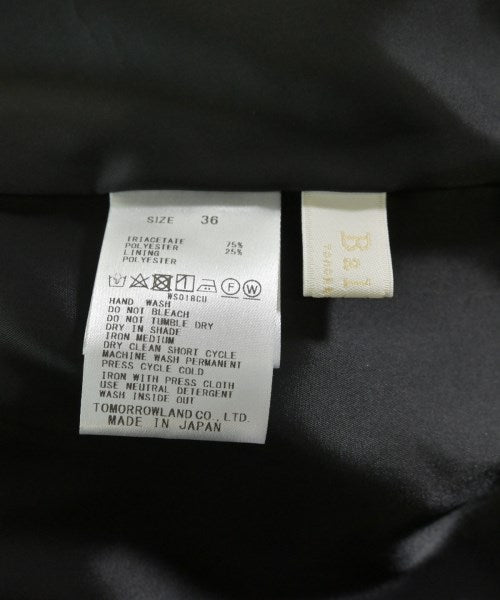 SIZE 36
TRIACETATE 75%
POLYESTER 25%
LINING
POLYESTER
WS01BCU
HAND WASH
DO NOT BLEACH
DO NOT TUMBLE DRY
DRY IN SHADE
IRON MEDIUM
DRY CLEAN SHORT CYCLE
MACHINE WASH PERMANENT
PRESS CYCLE COLD
IRON WITH PRESS CLOTH
USE NEUTRAL DETERGENT
WASH INSIDE OUT
TOMORROWLAND CO., LTD.
MADE IN JAPAN